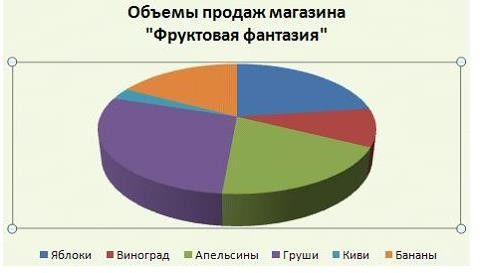 Объемы продаж магазина
"Фруктовая фантазия"
Яблоки Виноград Апельсины Груши Киви Бананы